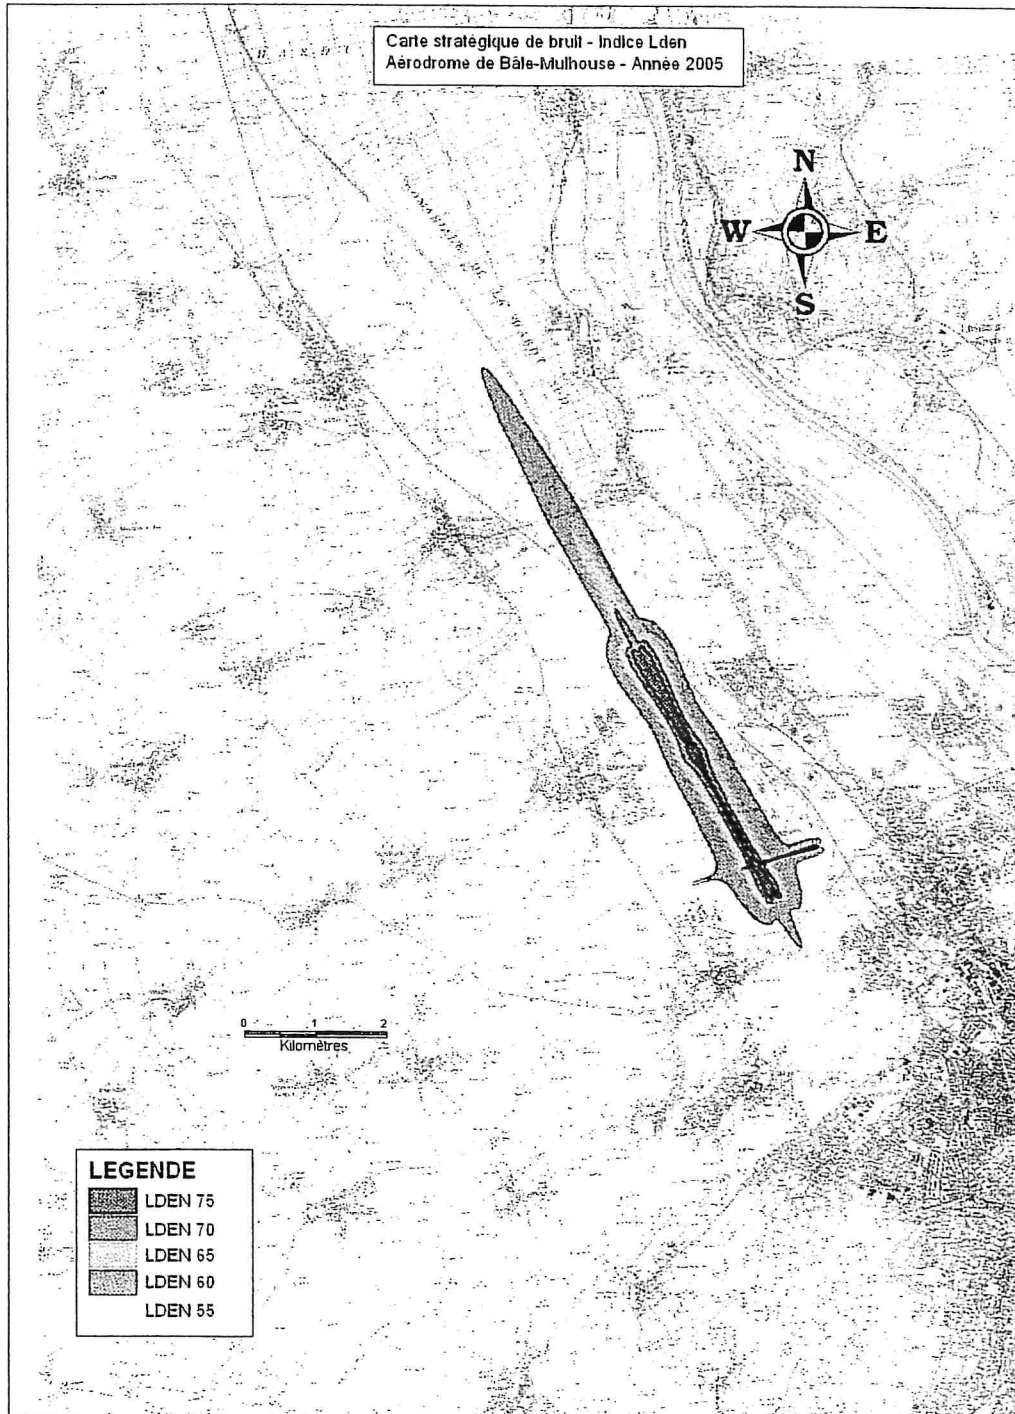 Carte stratégique de bruit - Indice Lden
Aérodrome de Bâle-Mulhouse - Année 2005
N
W
E
S
0 1 2
Kilomètres
LEGENDE
LDEN 75
LDEN 70
LDEN 65
LDEN 60
LDEN 55